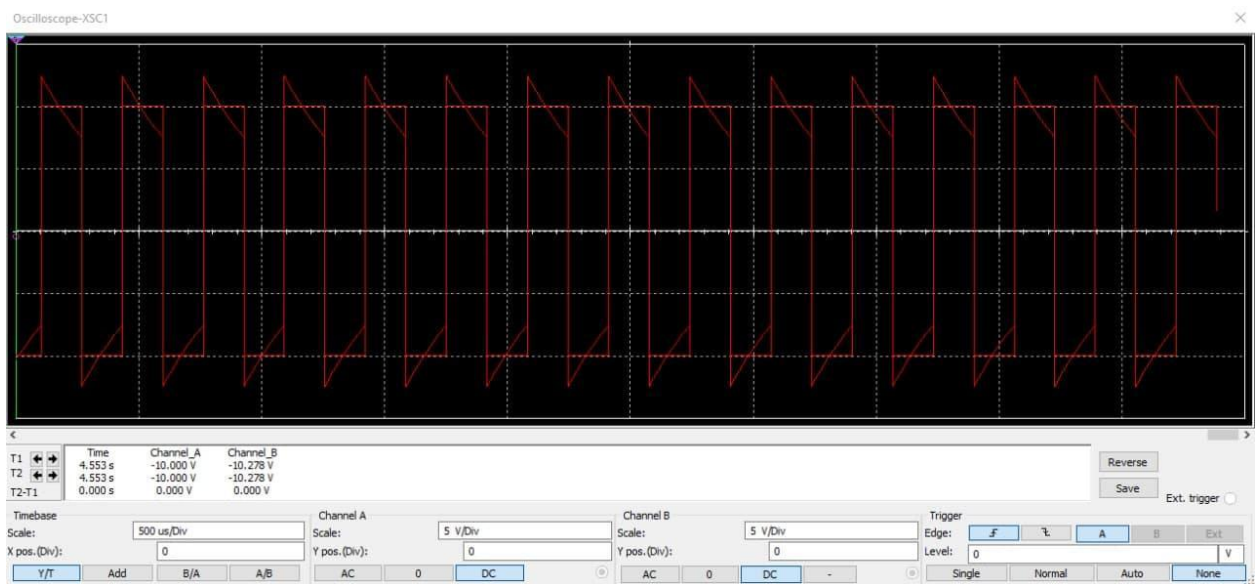 Oscilloscope-XSC1
Time Channel_A Channel_B
T1 4.553 s -10.000 V -10.278 V
T2 4.553 s -10.000 V -10.278 V
T2-T1 0.000 s 0.000 V 0.000 V
Reverse
Save
Ext. trigger
Timebase Channel A Channel B Trigger
Scale: 500 us/Div Scale: 5 V/Div Scale: 5 V/Div Edge: A B Ext
X pos.(Div): 0 Y pos.(Div): 0 Y pos.(Div): 0 Level: 0 V
Y/T Add B/A A/B AC 0 DC AC 0 DC - Single Normal Auto None